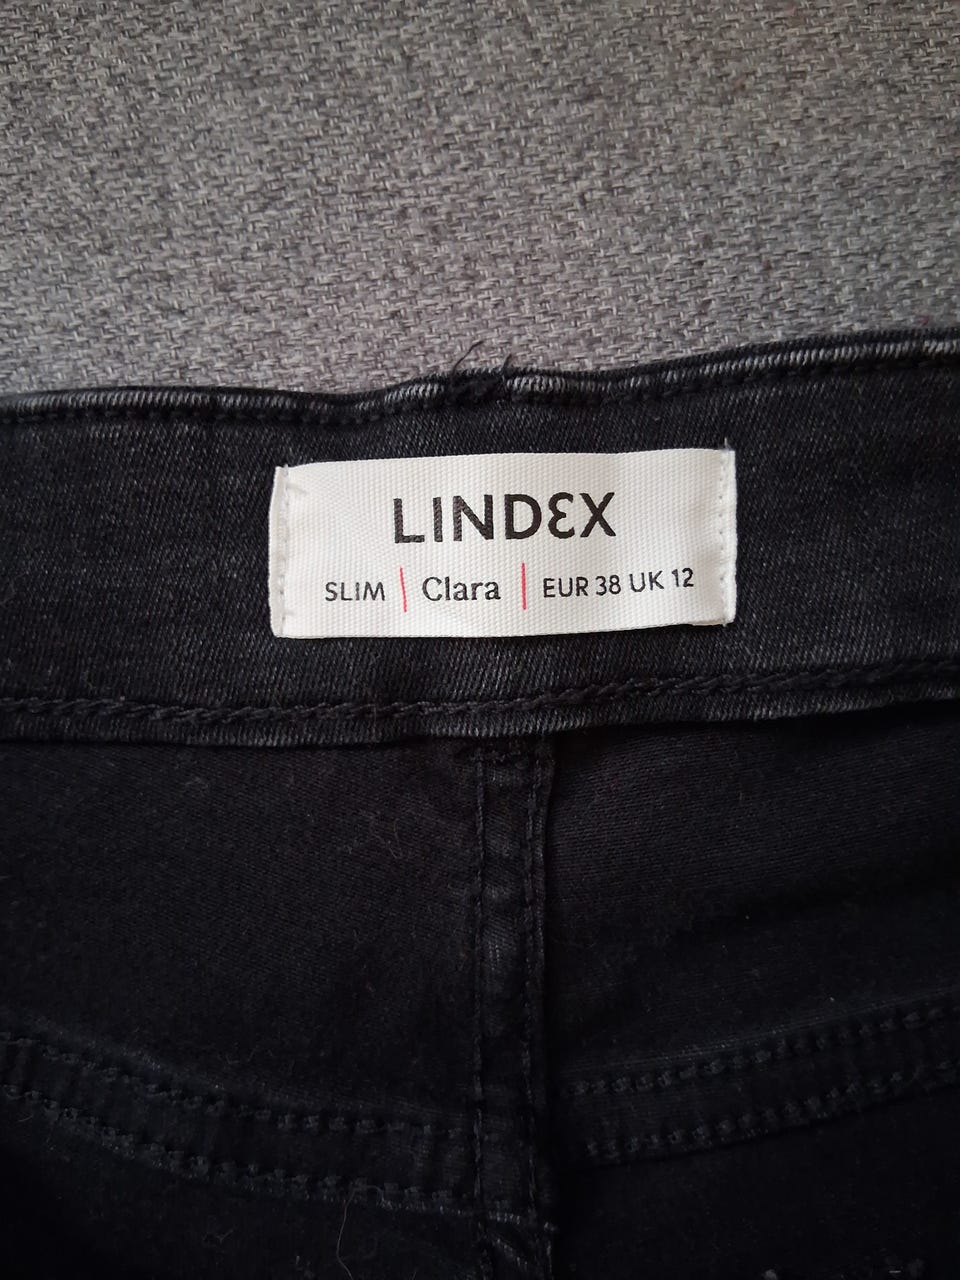 LINDEX
SLIM | Clara | EUR 38 UK 12